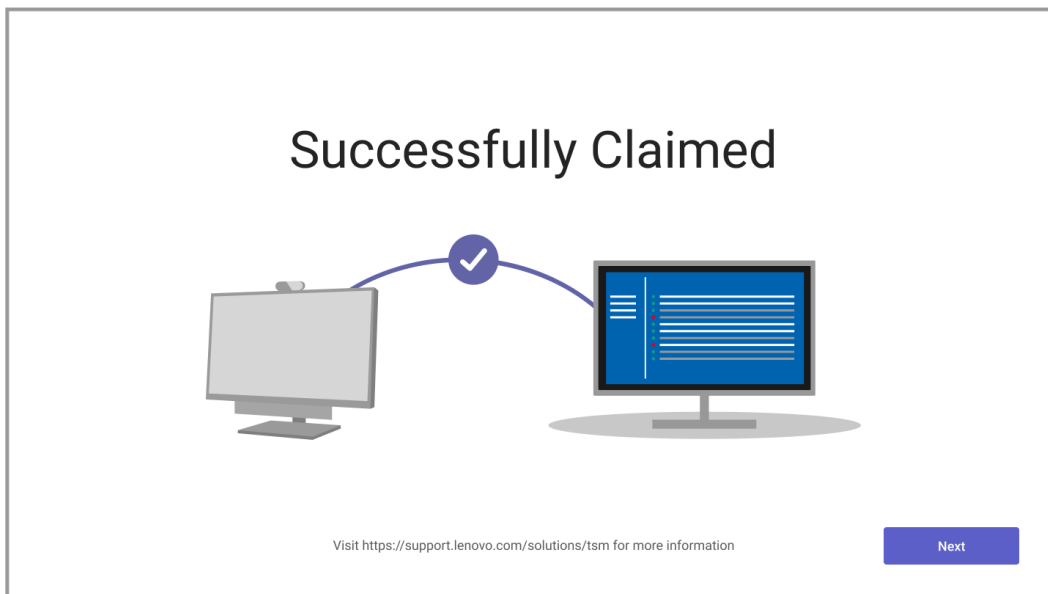 Successfully Claimed
Visit https://support.lenovo.com/solutions/tsm for more information
Next